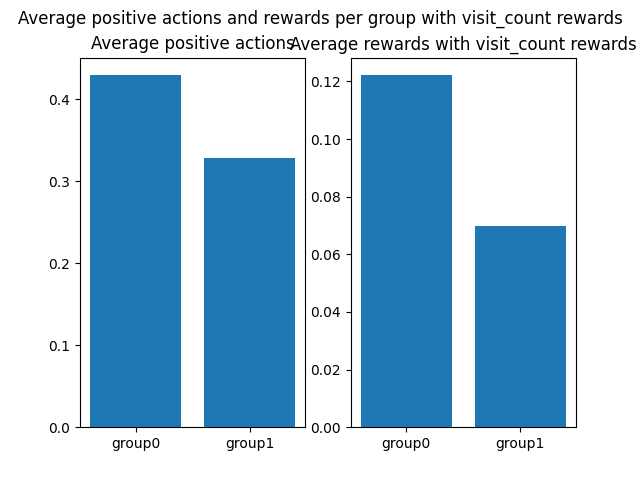 Average positive actions and rewards per group with visit_count rewards
Average positive actions
Average rewards with visit_count rewards
0.4
0.3
0.2
0.1
0.0
group0
group1
0.12
0.10
0.08
0.06
0.04
0.02
0.00
group0
group1